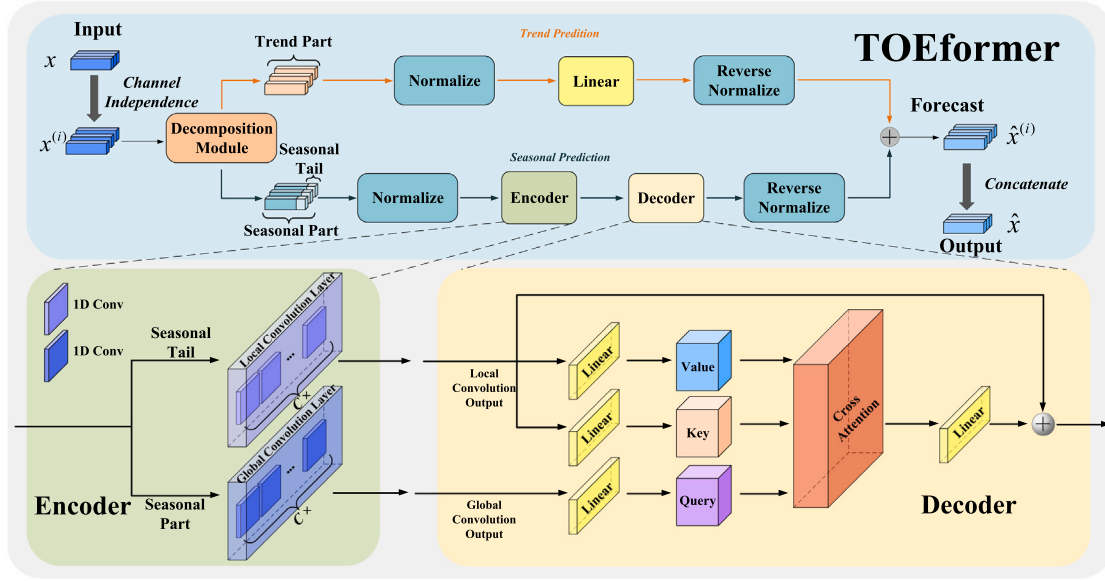 Input
x
Channel
Independence
x^(i)
Decomposition
Module
Trend Part
Trend Predition
Normalize
Linear
Reverse
Normalize
TOEformer
Forecast
x̂^(i)
Concatenate
x̂
Output
Seasonal
Tail
Seasonal Part
Seasonal Prediction
Normalize
Encoder
Decoder
Reverse
Normalize
1D Conv
1D Conv
Seasonal
Tail
Local Convolution Layer
C×
Seasonal
Part
Global Convolution Layer
C×
Encoder
Local
Convolution
Output
Global
Convolution
Output
Linear
Linear
Linear
Value
Key
Query
Cross
Attention
Linear
Decoder